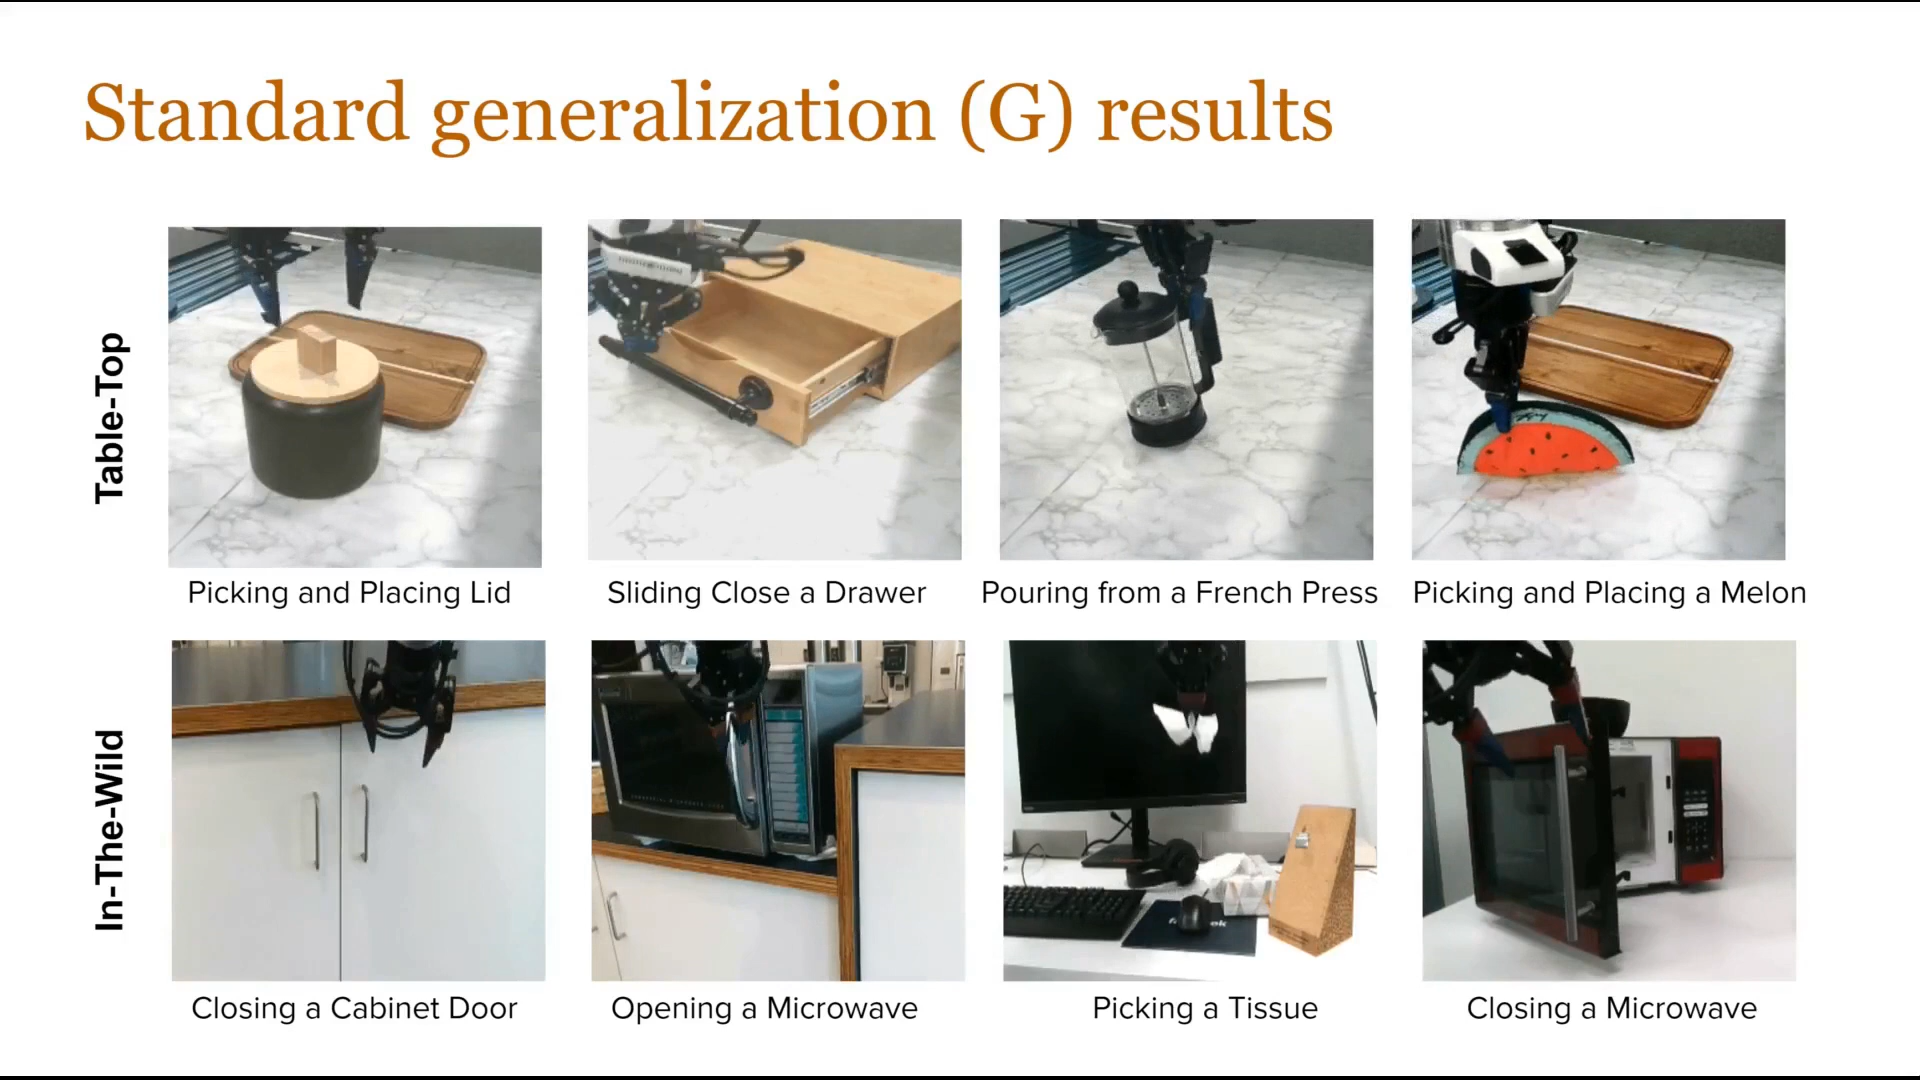 Standard generalization (G) results
Table-Top
Picking and Placing Lid
Sliding Close a Drawer
Pouring from a French Press
Picking and Placing a Melon
In-The-Wild
Closing a Cabinet Door
Opening a Microwave
Picking a Tissue
Closing a Microwave